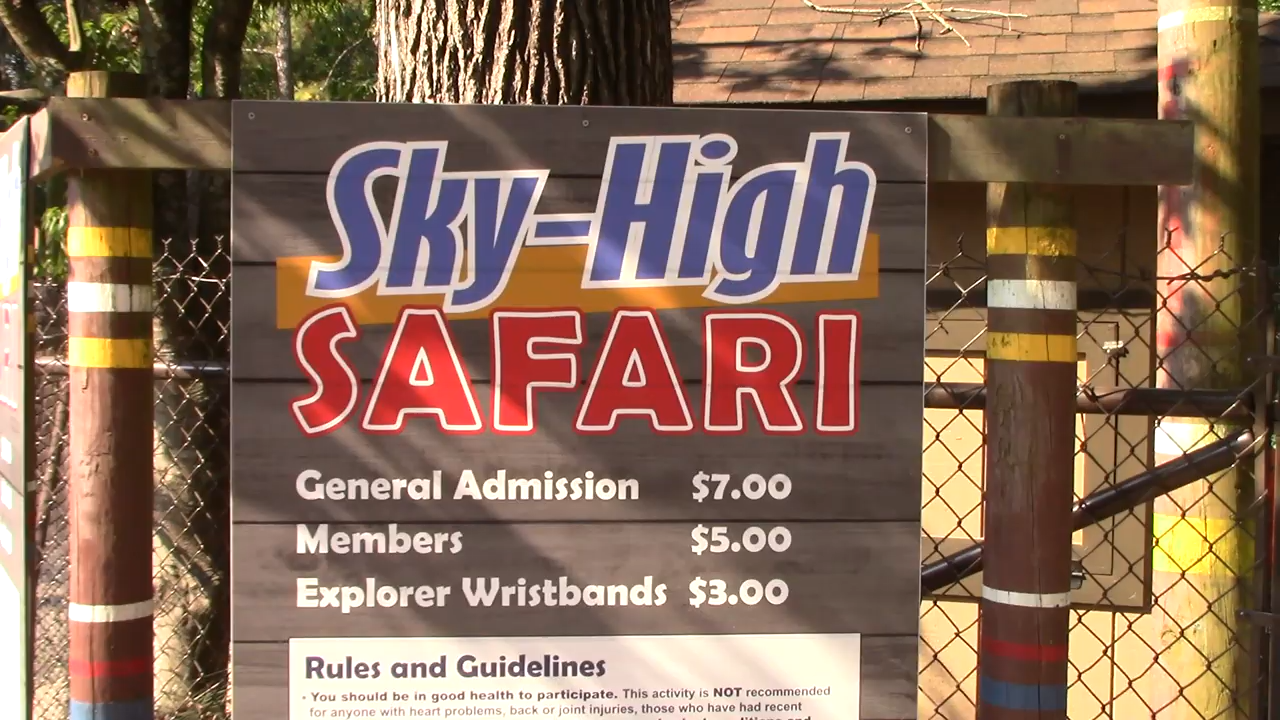 Sky-High
SAFARI
General Admission $7.00
Members $5.00
Explorer Wristbands $3.00
Rules and Guidelines
• You should be in good health to participate. This activity is NOT recommended
for anyone with heart problems, back or joint injuries, those who have had recent